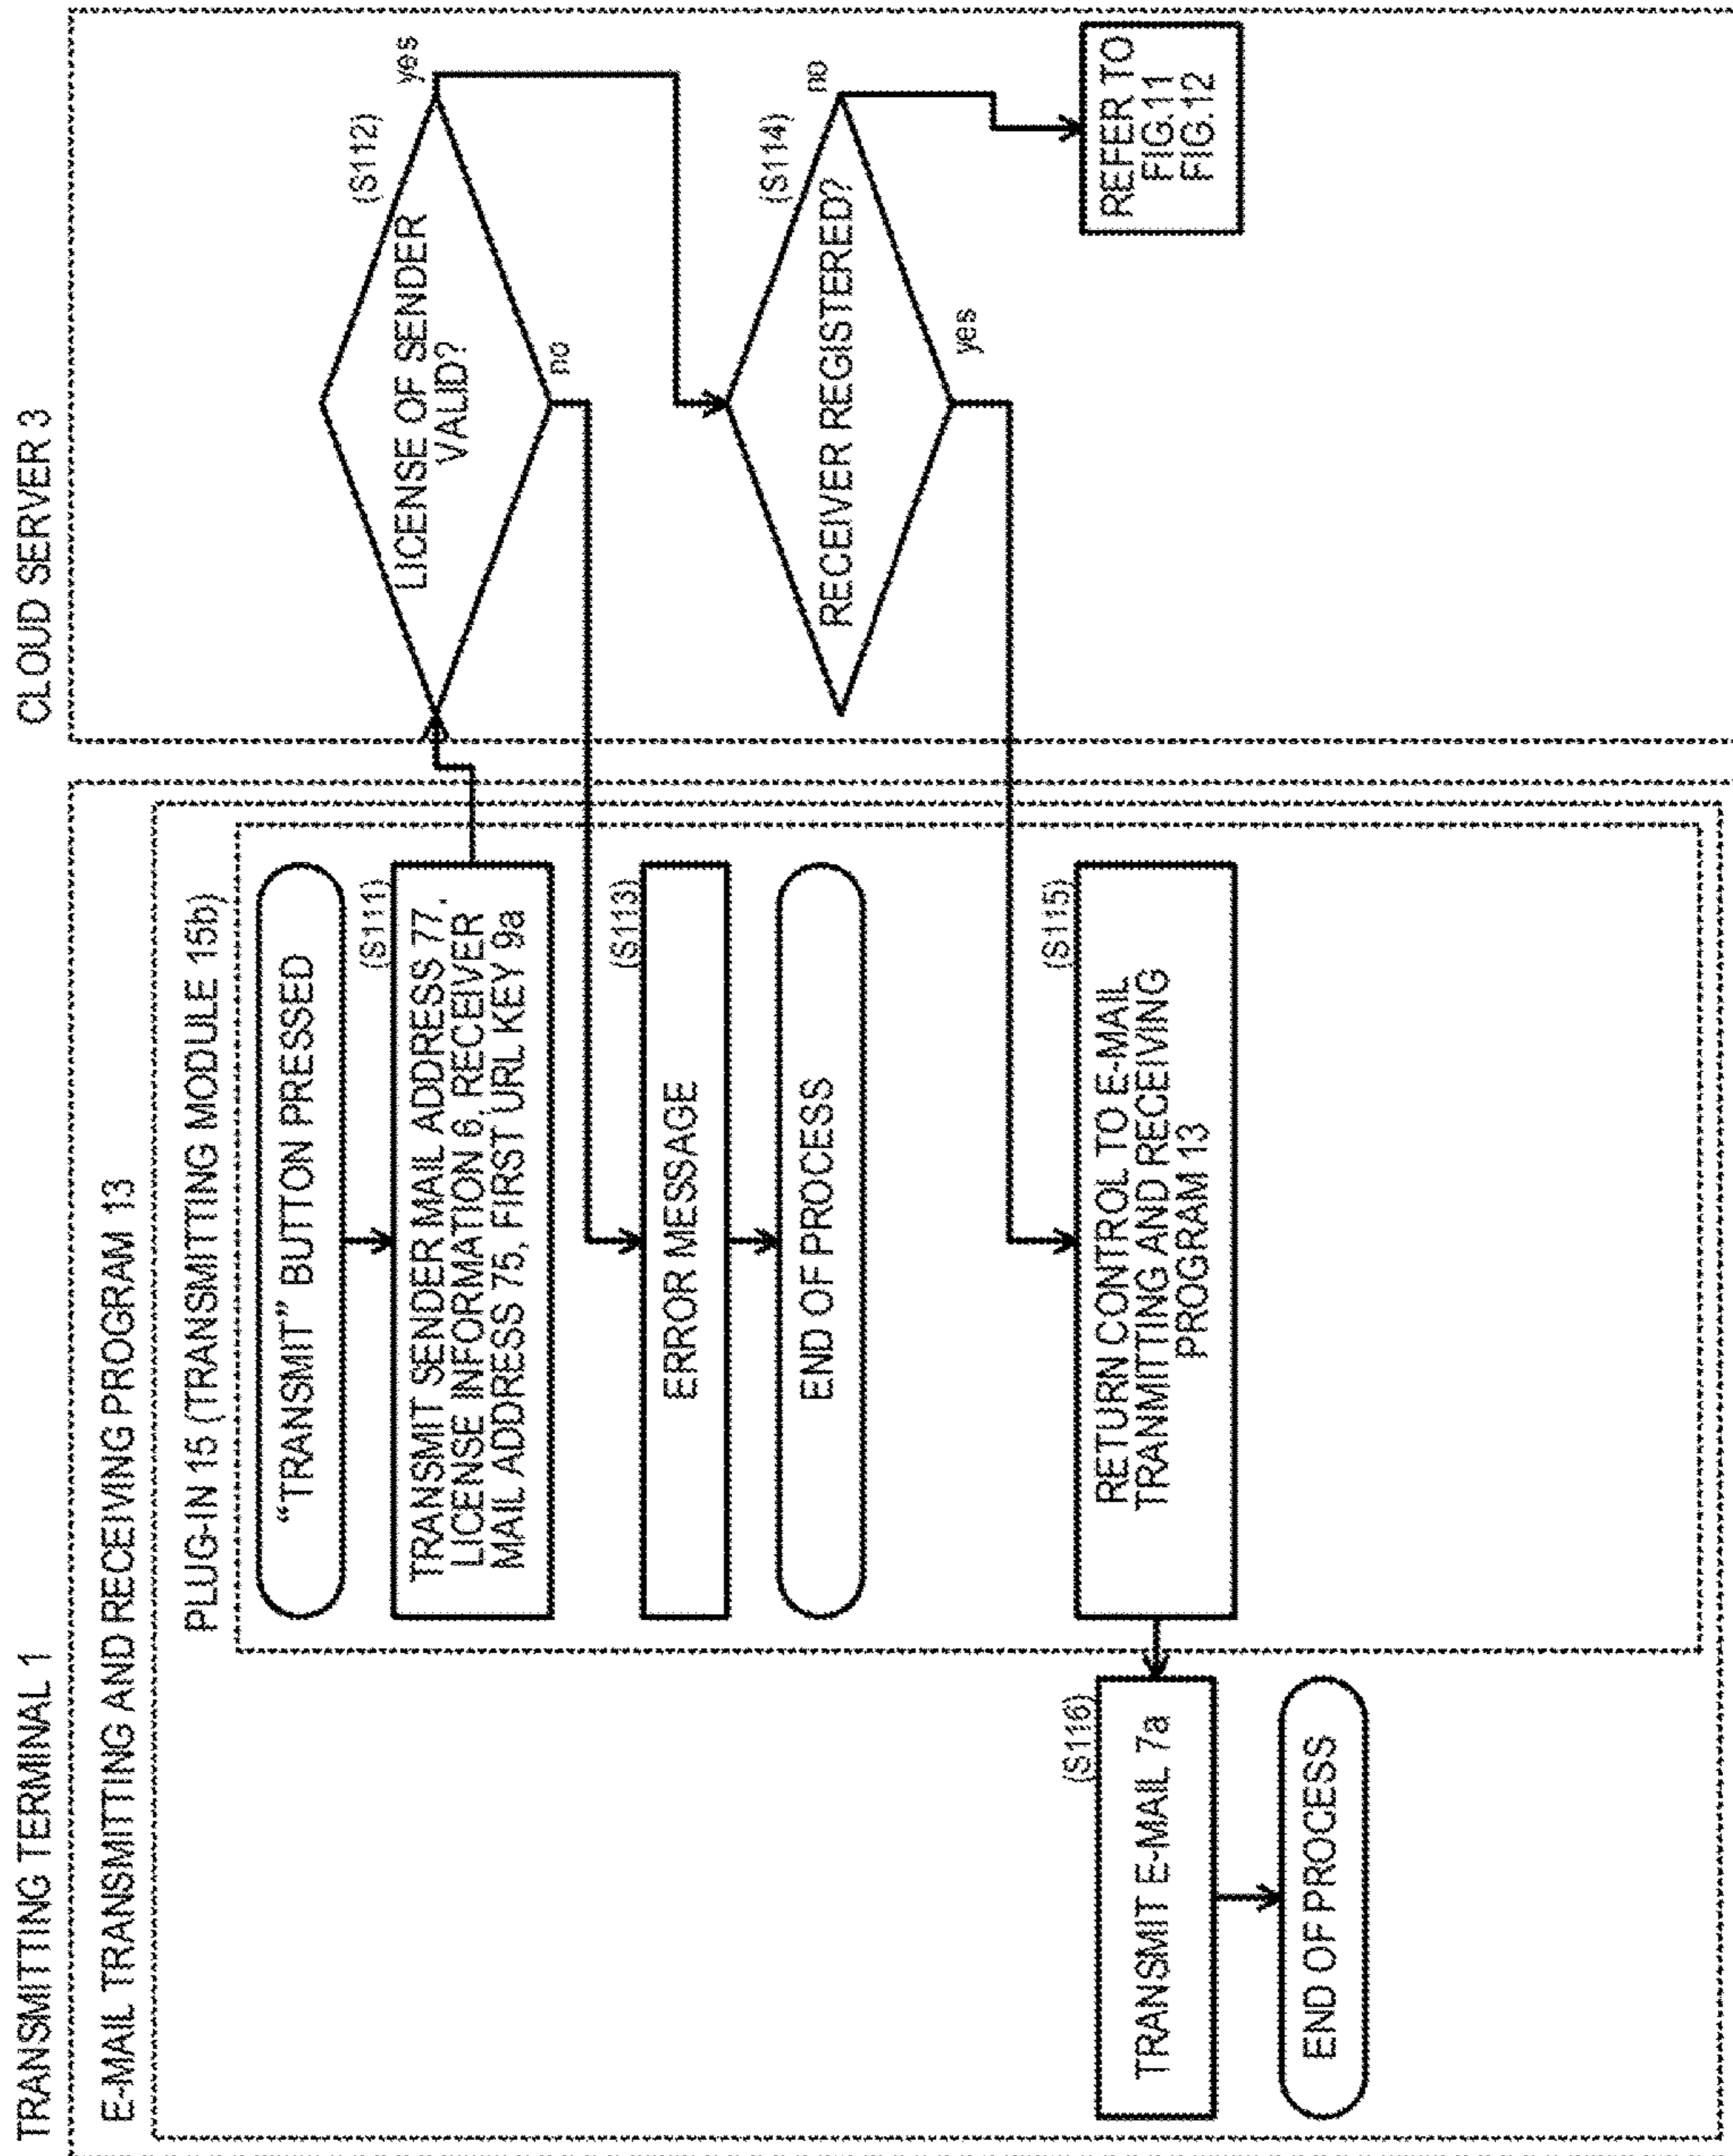 TRANSMITTING TERMINAL 1
E-MAIL TRANSMITTING AND RECEIVING PROGRAM 13
PLUG-IN 15 (TRANSMITTING MODULE 15b)
"TRANSMIT" BUTTON PRESSED
(S111)
TRANSMIT SENDER MAIL ADDRESS 77,
LICENSE INFORMATION 6, RECEIVER
MAIL ADDRESS 75, FIRST URL KEY 9a
(S113)
ERROR MESSAGE
END OF PROCESS
(S115)
RETURN CONTROL TO E-MAIL
TRANMITTING AND RECEIVING
PROGRAM 13
(S116)
TRANSMIT E-MAIL 7a
END OF PROCESS
CLOUD SERVER 3
(S112)
LICENSE OF SENDER
VALID?
yes
no
(S114)
RECEIVER REGISTERED?
no
yes
REFER TO
FIG.11
FIG.12